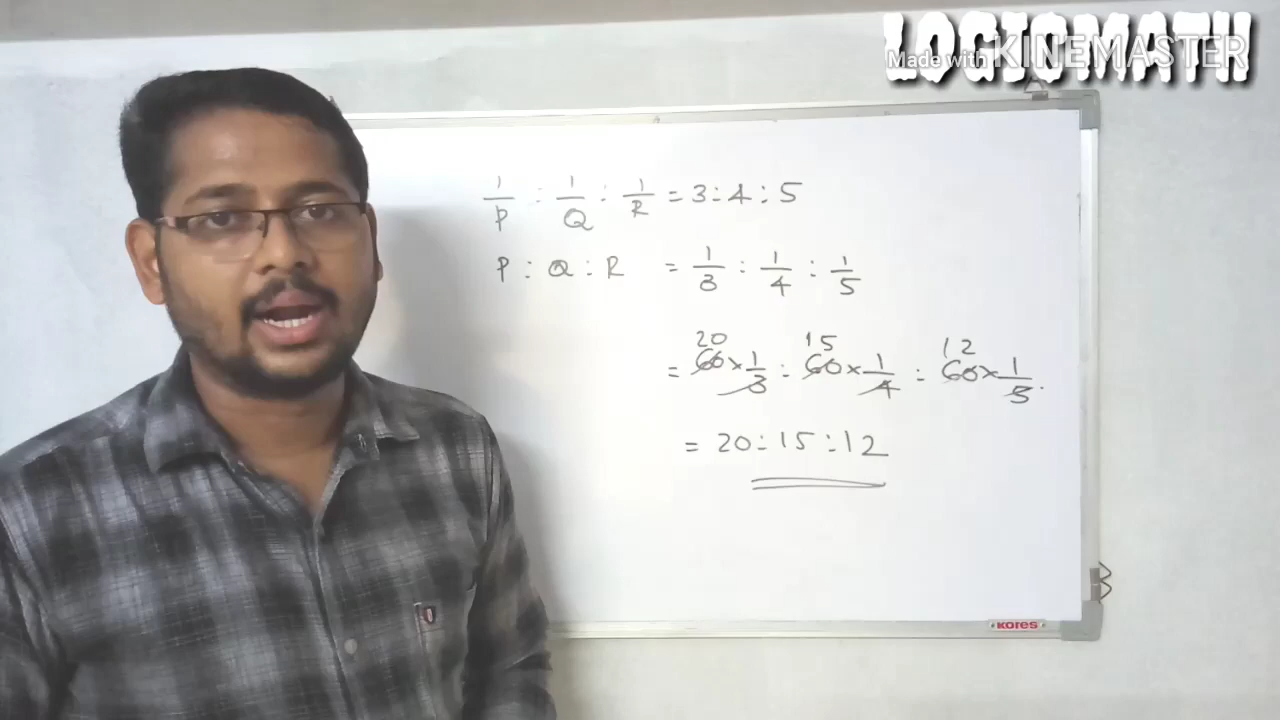 LOGICMATH
Made with KINEMASTER
1/P : 1/Q : 1/R = 3 : 4 : 5
P : Q : R = 1/3 : 1/4 : 1/5
20 15 12
= 60 × 1/3 : 60 × 1/4 : 60 × 1/5
= 20 : 15 : 12
KORES